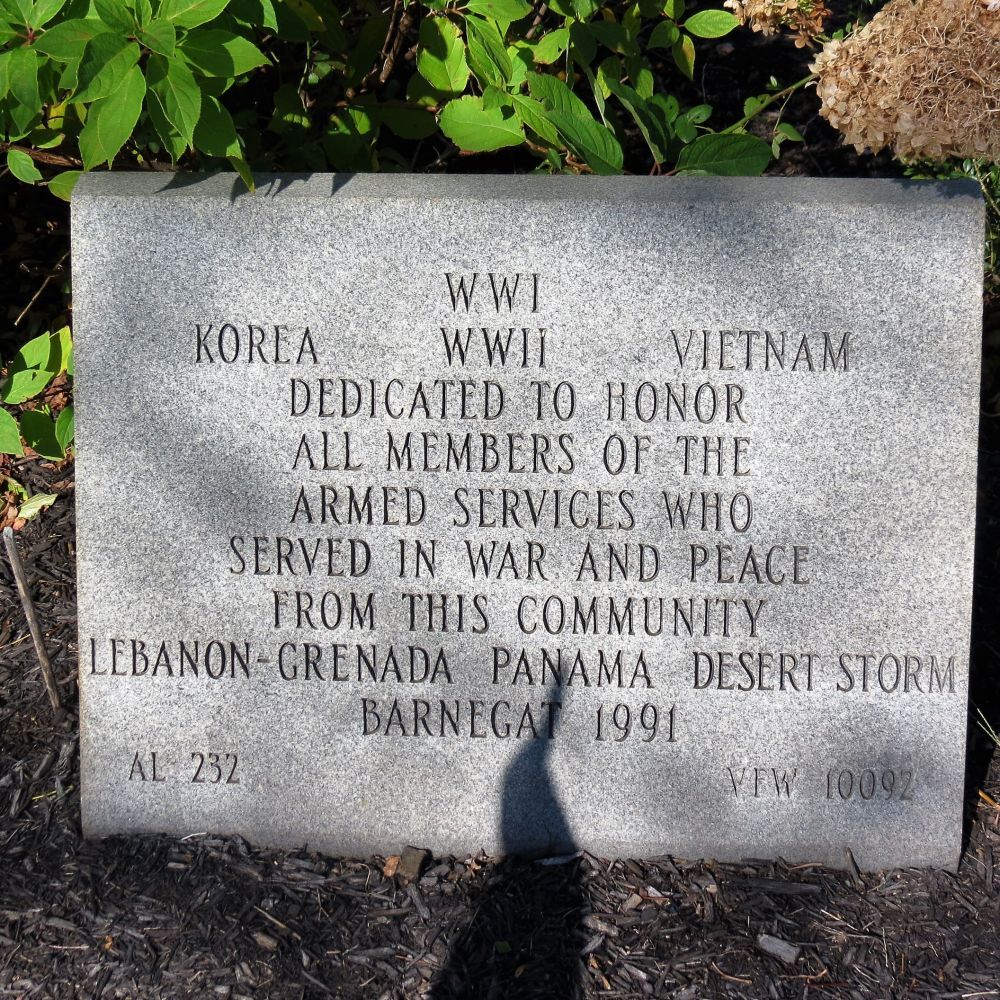 WWI
KOREA WWII VIETNAM
DEDICATED TO HONOR
ALL MEMBERS OF THE
ARMED SERVICES WHO
SERVED IN WAR AND PEACE
FROM THIS COMMUNITY
LEBANON-GRENADA PANAMA DESERT STORM
BARNEGAT 1991
AL 232 VFW 10092